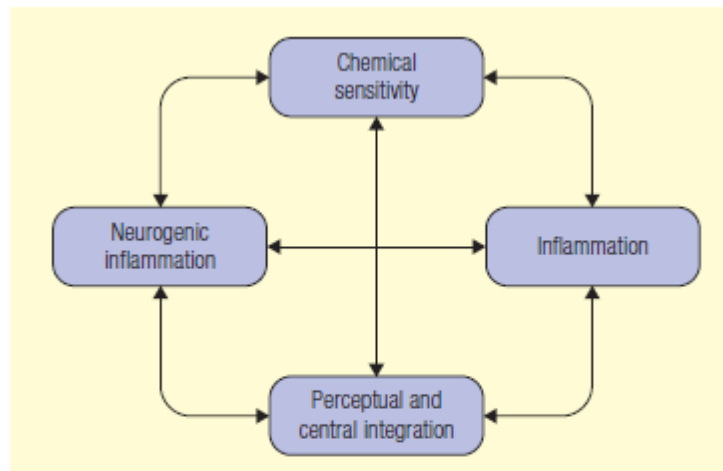 Chemical
sensitivity
Neurogenic
inflammation
Inflammation
Perceptual and
central integration